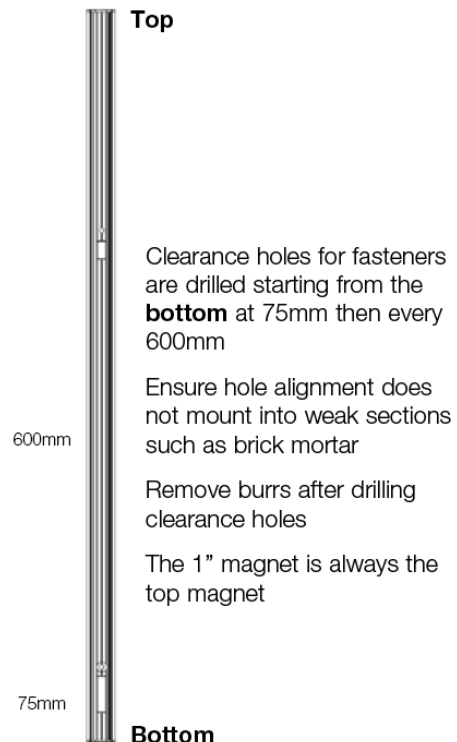 Top
Clearance holes for fasteners
are drilled starting from the
bottom at 75mm then every
600mm
Ensure hole alignment does
not mount into weak sections
such as brick mortar
600mm
Remove burrs after drilling
clearance holes
The 1” magnet is always the
top magnet
75mm
Bottom